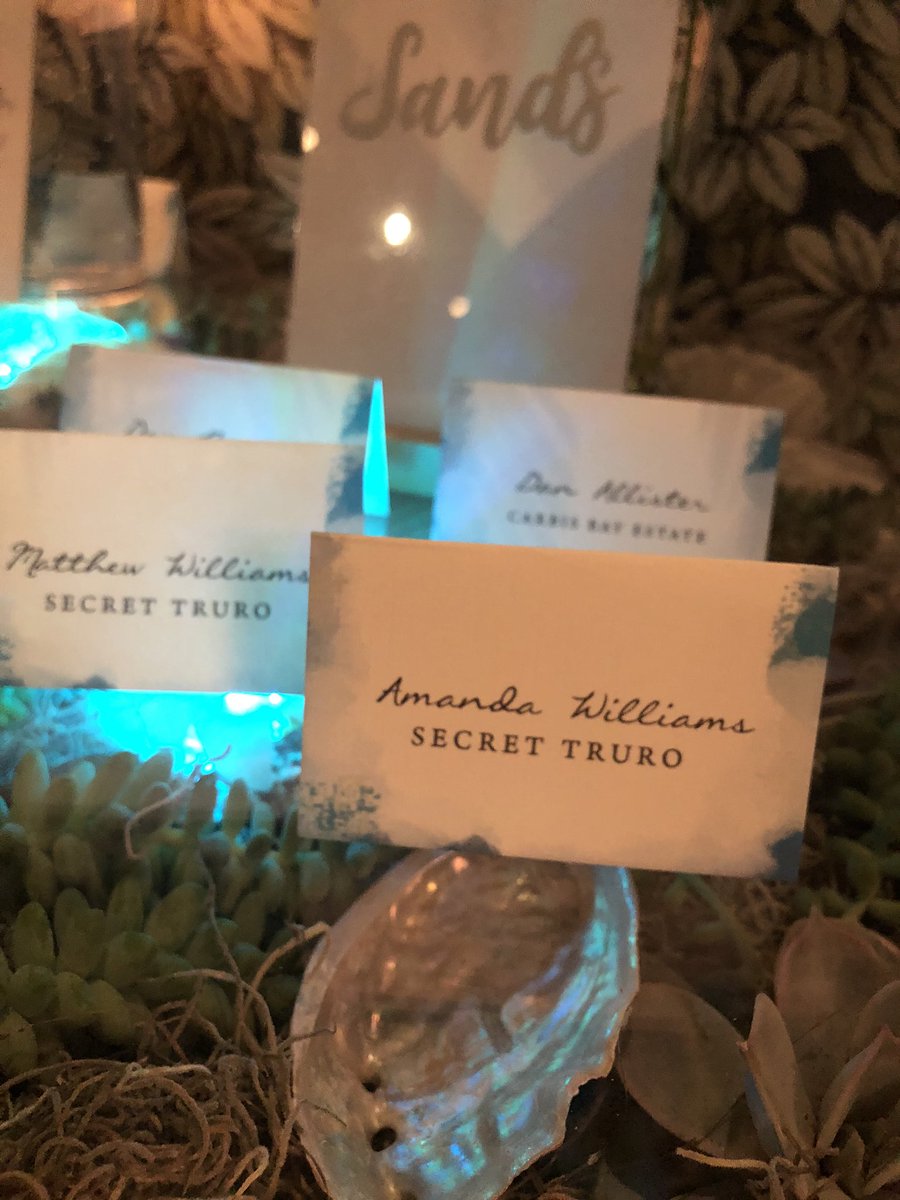 Sands
Dan Allister
CARBIS BAY ESTATE
Matthew Williams
SECRET TRURO
Amanda Williams
SECRET TRURO